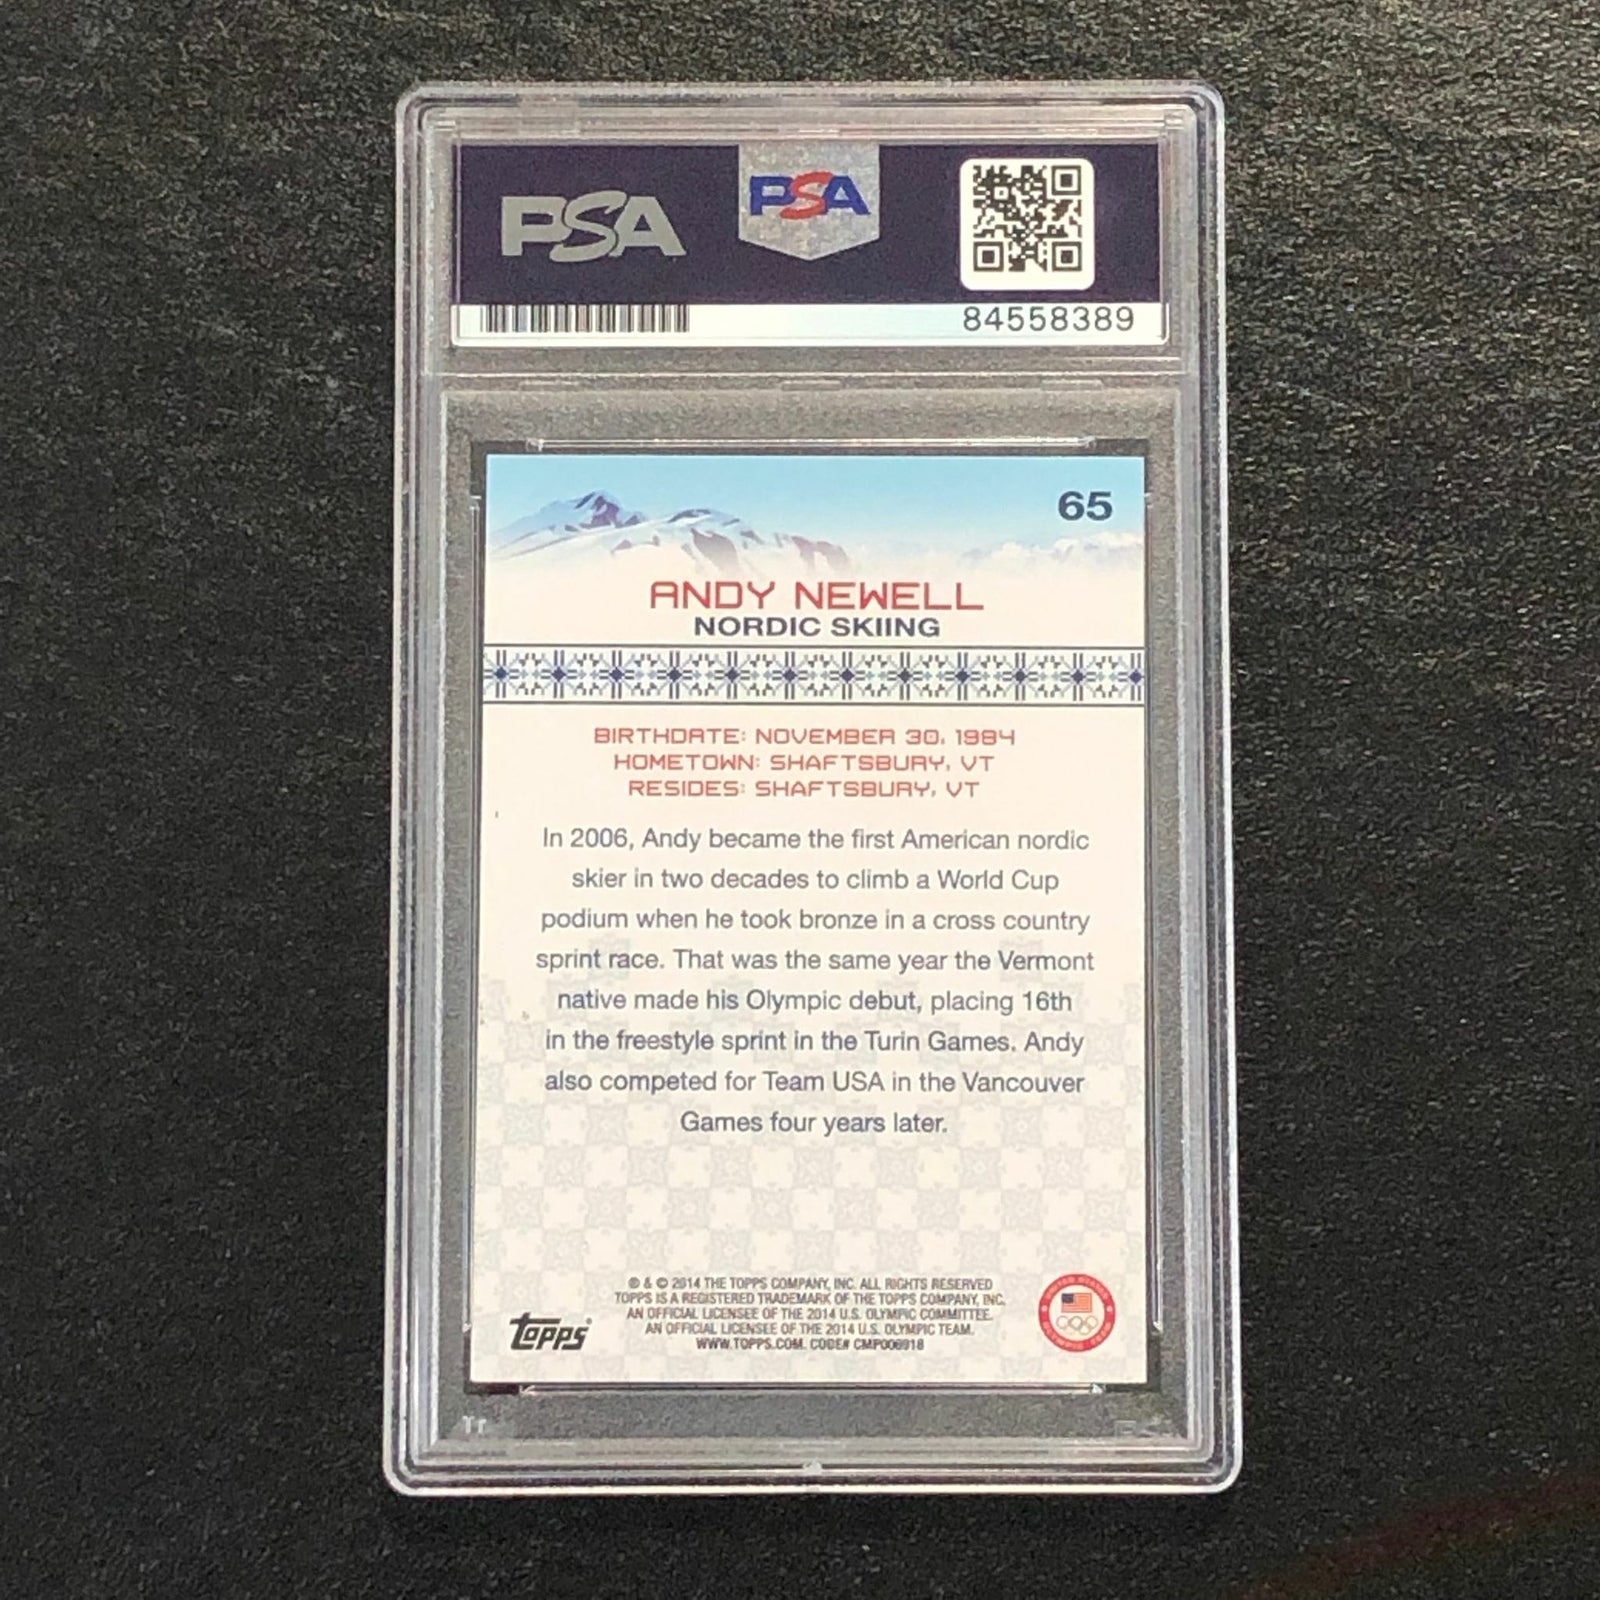 PSA
PSA
84558389
65
ANDY NEWELL
NORDIC SKIING
BIRTHDATE: NOVEMBER 30, 1984
HOMETOWN: SHAFTSBURY, VT
RESIDES: SHAFTSBURY, VT
In 2006, Andy became the first American nordic
skier in two decades to climb a World Cup
podium when he took bronze in a cross country
sprint race. That was the same year the Vermont
native made his Olympic debut, placing 16th
in the freestyle sprint in the Turin Games. Andy
also competed for Team USA in the Vancouver
Games four years later.
® & © 2014 THE TOPPS COMPANY, INC. ALL RIGHTS RESERVED
TOPPS IS A REGISTERED TRADEMARK OF THE TOPPS COMPANY, INC.
AN OFFICIAL LICENSEE OF THE 2014 U.S. OLYMPIC COMMITTEE.
AN OFFICIAL LICENSEE OF THE 2014 U.S. OLYMPIC TEAM.
WWW.TOPPS.COM. CODE# CMP006918
Topps
UNITED STATES
OLYMPIC TEAM